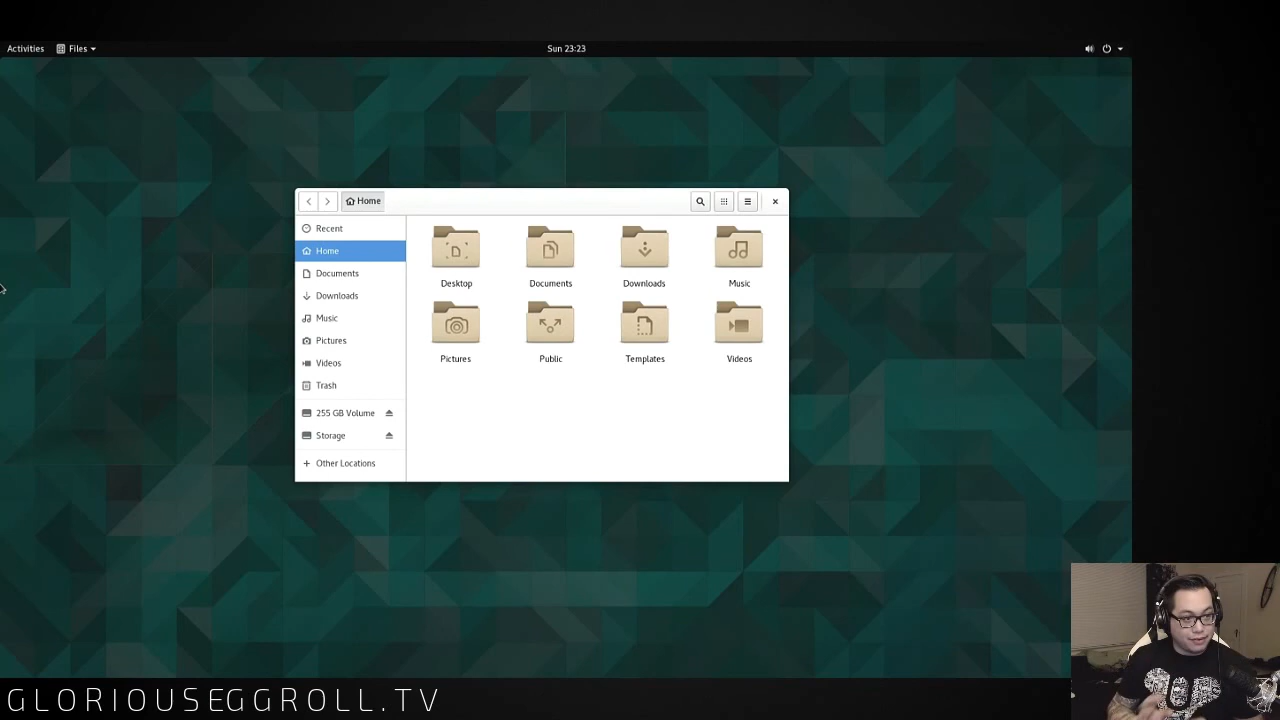 Activities Files Sun 23:23
Home
Recent
Home
Documents
Downloads
Music
Pictures
Videos
Trash
255 GB Volume
Storage
Other Locations
Desktop Documents Downloads Music
Pictures Public Templates Videos
GLORIOUSEGGROLL.TV